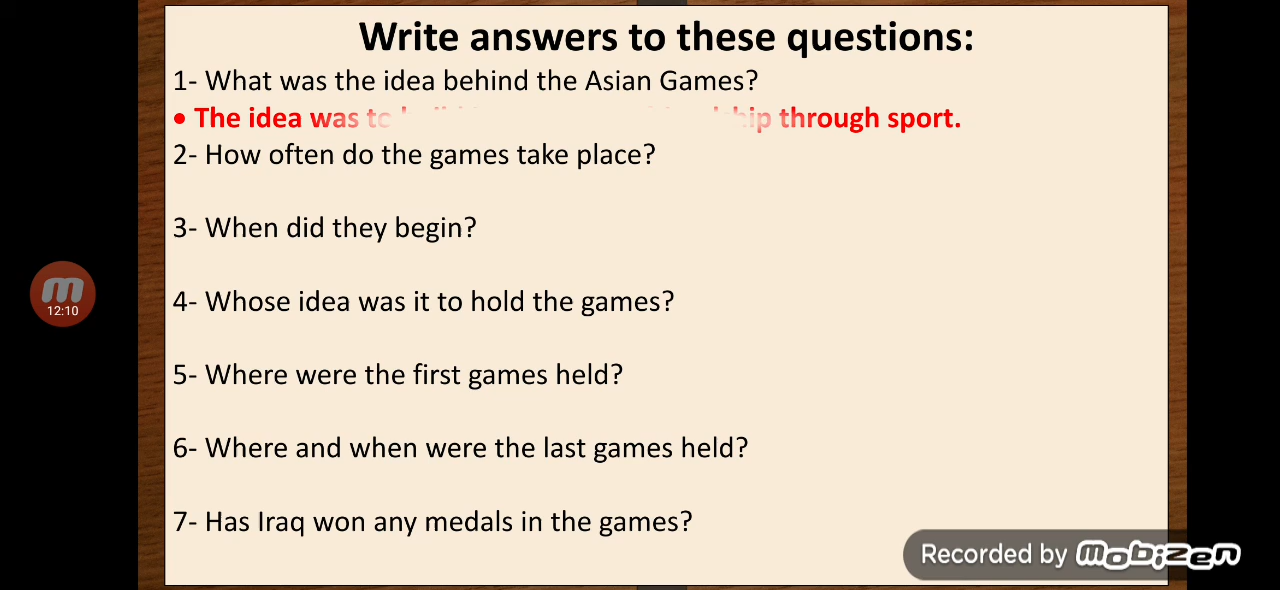 Write answers to these questions:
1- What was the idea behind the Asian Games?
• The idea was to through sport.
2- How often do the games take place?
3- When did they begin?
4- Whose idea was it to hold the games?
5- Where were the first games held?
6- Where and when were the last games held?
7- Has Iraq won any medals in the games?
m
12:10
Recorded by mobizen